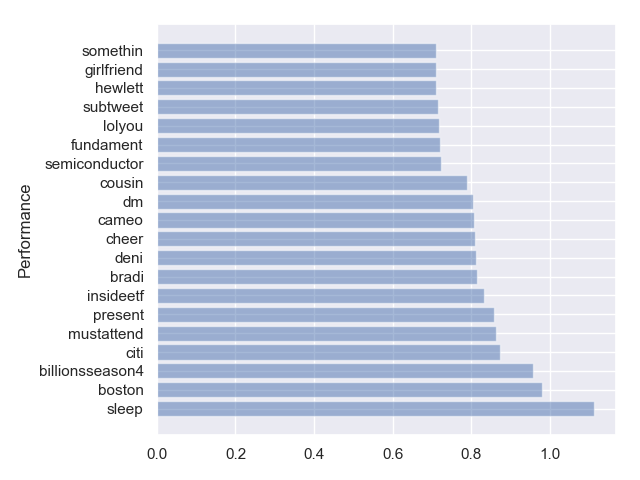 somethin
girlfriend
hewlett
subtweet
lolyou
fundament
semiconductor
cousin
dm
cameo
cheer
deni
bradi
insideetf
present
mustattend
citi
billionsseason4
boston
sleep
Performance
0.0 0.2 0.4 0.6 0.8 1.0